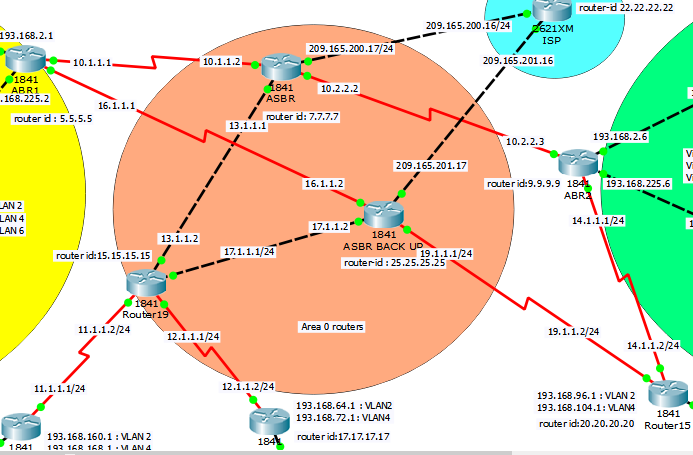 router-id 22.22.22.22
209.165.200.16/24
2621XM
ISP
193.168.2.1
209.165.200.17/24
10.1.1.1
10.1.1.2
209.165.201.16
1841
ABR1
1841
ASBR
10.2.2.2
.168.225.2
16.1.1.1
router id : 5.5.5.5
router id: 7.7.7.7
13.1.1.1
10.2.2.3
193.168.2.6
209.165.201.17
16.1.1.2
router id:9.9.9.9
1841
ABR2
193.168.225.6
VLAN 2
LAN 4
LAN 6
14.1.1.1/24
17.1.1.2
1841
ASBR BACK UP
13.1.1.2
17.1.1.1/24
19.1.1.1/24
router-id : 25.25.25.25
router id:15.15.15.15
1841
Router19
11.1.1.2/24
12.1.1.1/24
Area 0 routers
19.1.1.2/24
14.1.1.2/24
11.1.1.1/24
12.1.1.2/24
193.168.64.1 : VLAN2
193.168.72.1 : VLAN4
router id:17.17.17.17
1841
193.168.96.1 : VLAN 2
193.168.104.1: VLAN4
router id:20.20.20.20
1841
Router15
1841
193.168.160.1 : VLAN 2
193.168.168.1 : VLAN 4